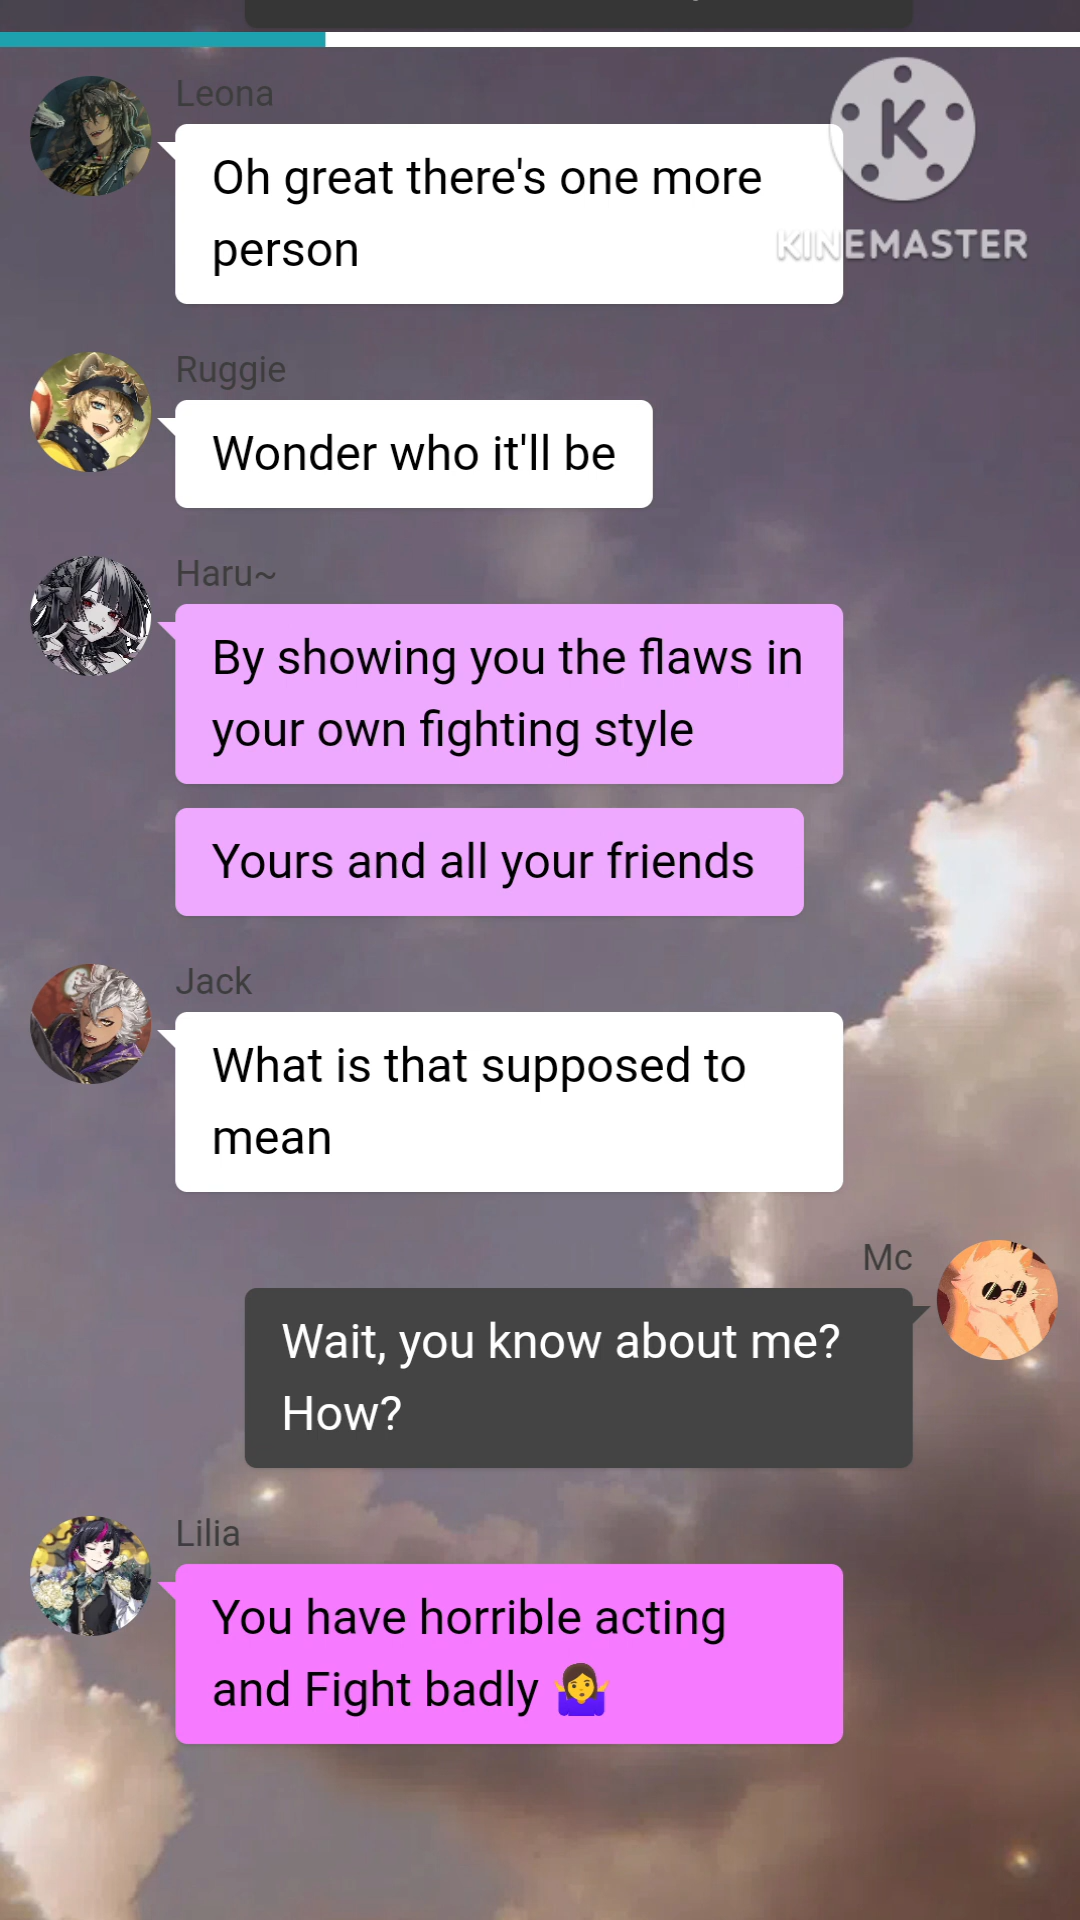 Leona
Oh great there's one more
person
K
KINEMASTER
Ruggie
Wonder who it'll be
Haru~
By showing you the flaws in
your own fighting style
Yours and all your friends
Jack
What is that supposed to
mean
Mc
Wait, you know about me?
How?
Lilia
You have horrible acting
and Fight badly 🤷‍♀️